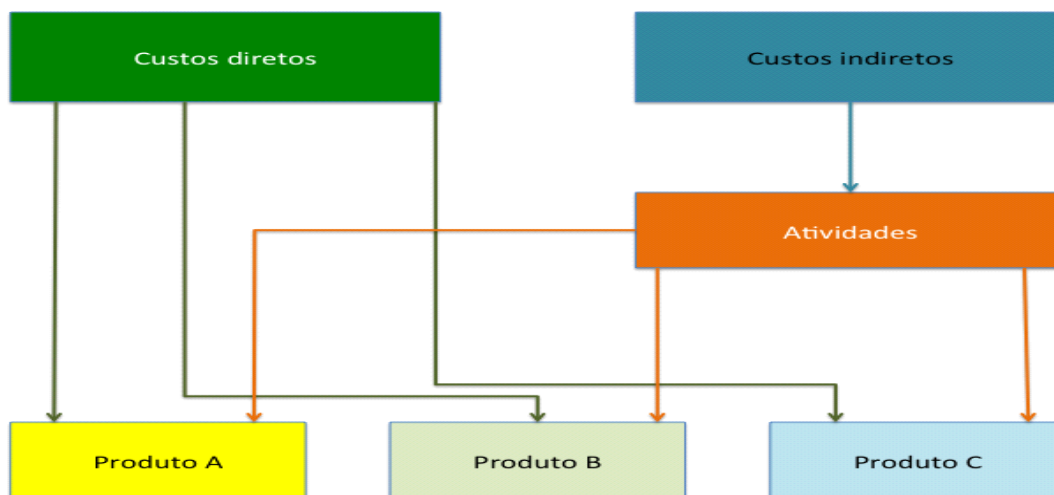 Custos diretos
Custos indiretos
Atividades
Produto A
Produto B
Produto C